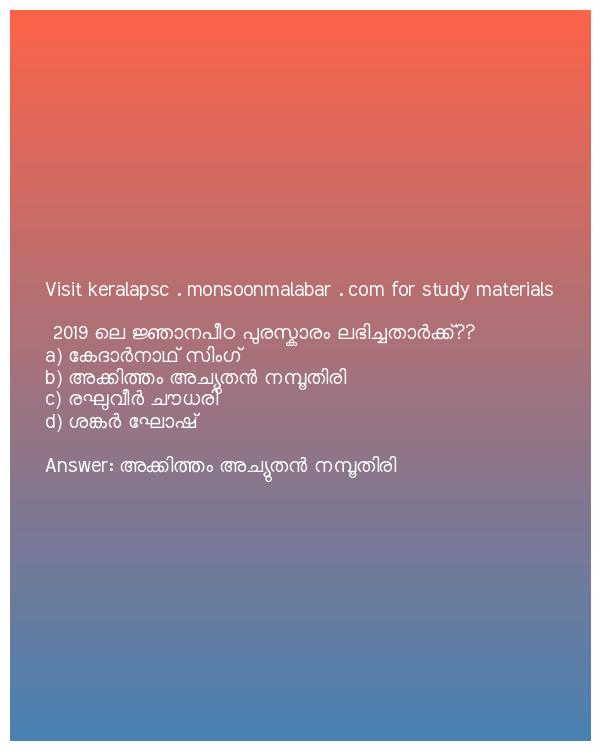 Visit keralapsc . monsoonmalabar . com for study materials
2019 ലെ ജ്ഞാനപീഠ പുരസ്കാരം ലഭിച്ചതാർക്ക്??
a) കേദാർനാഥ് സിംഗ്
b) അക്കിത്തം അച്യുതൻ നമ്പൂതിരി
c) രഘുവീർ ചൗധരി
d) ശങ്കർ ഘോഷ്
Answer: അക്കിത്തം അച്യുതൻ നമ്പൂതിരി